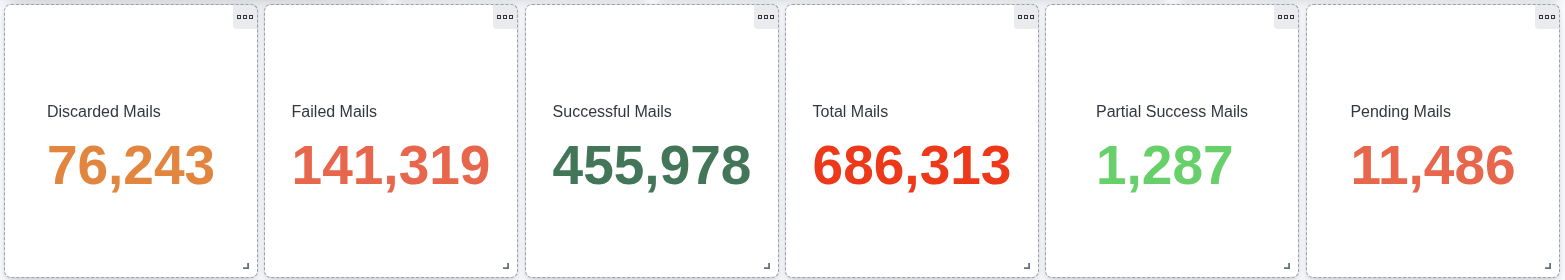 Discarded Mails
76,243
Failed Mails
141,319
Successful Mails
455,978
Total Mails
686,313
Partial Success Mails
1,287
Pending Mails
11,486